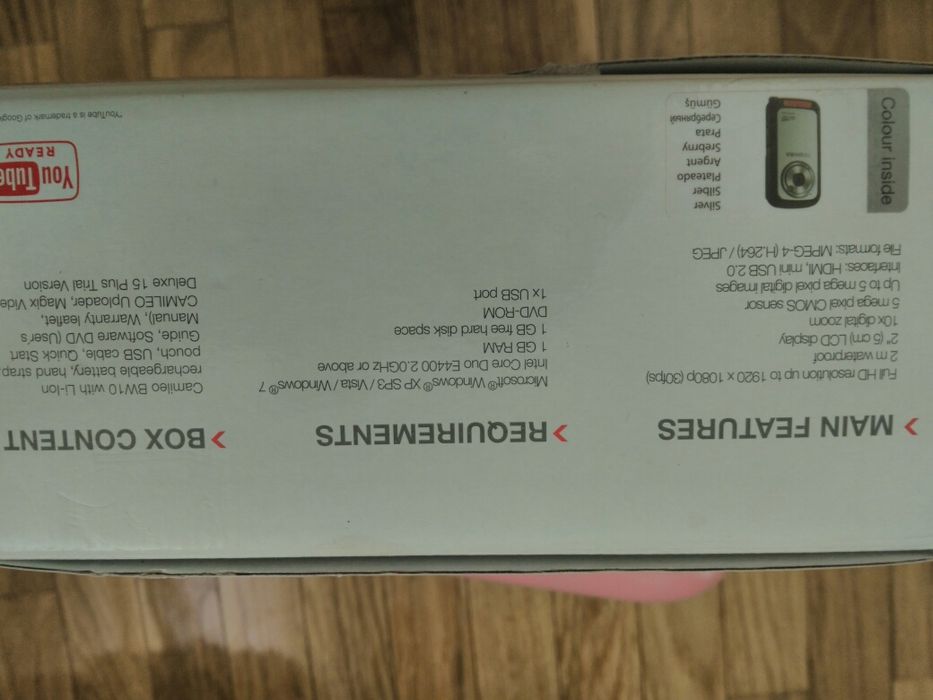 > MAIN FEATURES
Full HD resolution up to 1920 x 1080p (30fps)
2 m waterproof
2" (5 cm) LCD display
10x digital zoom
5 mega pixel CMOS sensor
Up to 5 mega pixel digital images
Interfaces: HDMI, mini USB 2.0
File formats: MPEG-4 (H.264) / JPEG
Colour inside
TOSHIBA
Silver
Silber
Plateado
Argent
Srebrny
Prata
Серебряный
Gümüş
> REQUIREMENTS
Microsoft® Windows® XP SP3 / Vista / Windows® 7
Intel Core Duo E4400 2.0GHz or above
1 GB RAM
1 GB free hard disk space
DVD-ROM
1x USB port
> BOX CONTENT
Camileo BW10 with Li-Ion
rechargeable battery, hand strap,
pouch, USB cable, Quick Start
Guide, Software DVD (User's
Manual), Warranty leaflet,
CAMILEO Uploader, Magix Vide
Deluxe 15 Plus Trial Version
YouTube
READY
"YouTube is a trademark of Google